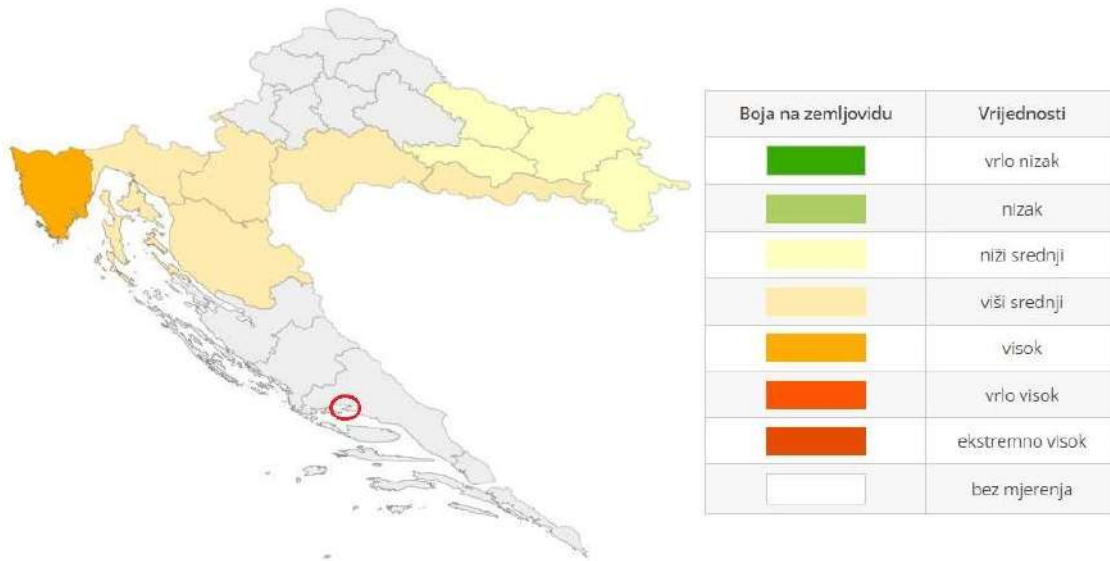 Boja na zemljovidu Vrijednosti
vrlo nizak
nizak
niži srednji
viši srednji
visok
vrlo visok
ekstremno visok
bez mjerenja